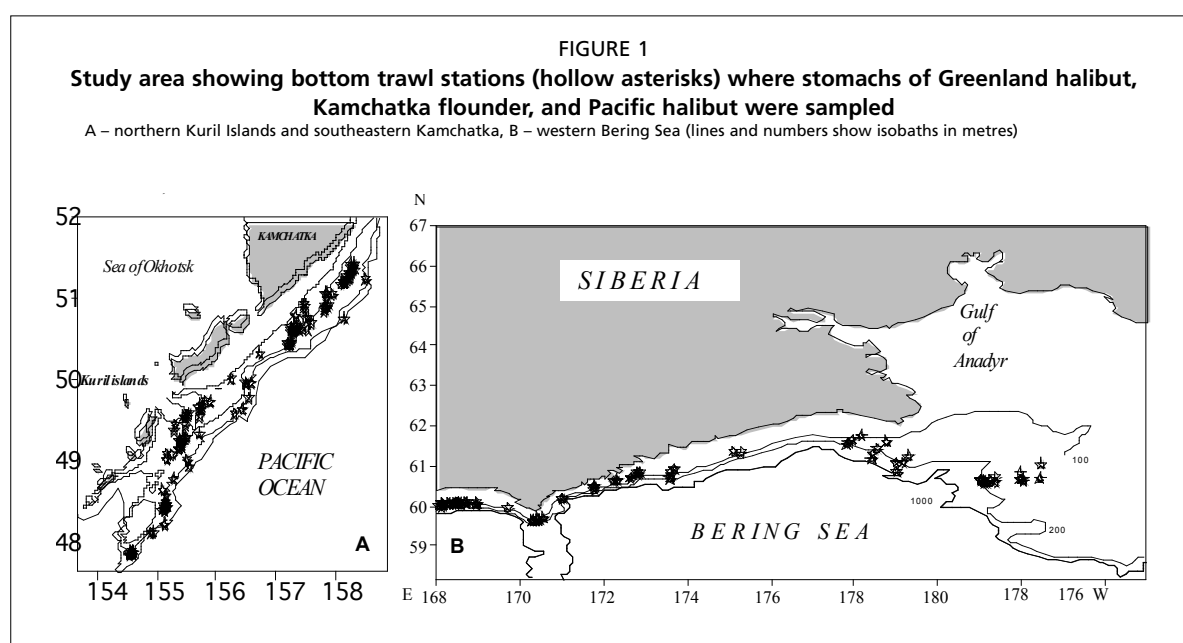 FIGURE 1
Study area showing bottom trawl stations (hollow asterisks) where stomachs of Greenland halibut,
Kamchatka flounder, and Pacific halibut were sampled
A – northern Kuril Islands and southeastern Kamchatka, B – western Bering Sea (lines and numbers show isobaths in metres)
52
51
50
49
48
154 155 156 157 158
KAMCHATKA
Sea of Okhotsk
Kuril islands
PACIFIC
OCEAN
A
N
67
66
65
64
63
62
61
60
59
E 168 170 172 174 176 178 180 178 176 W
SIBERIA
Gulf
of
Anadyr
100
1000
200
BERING SEA
B